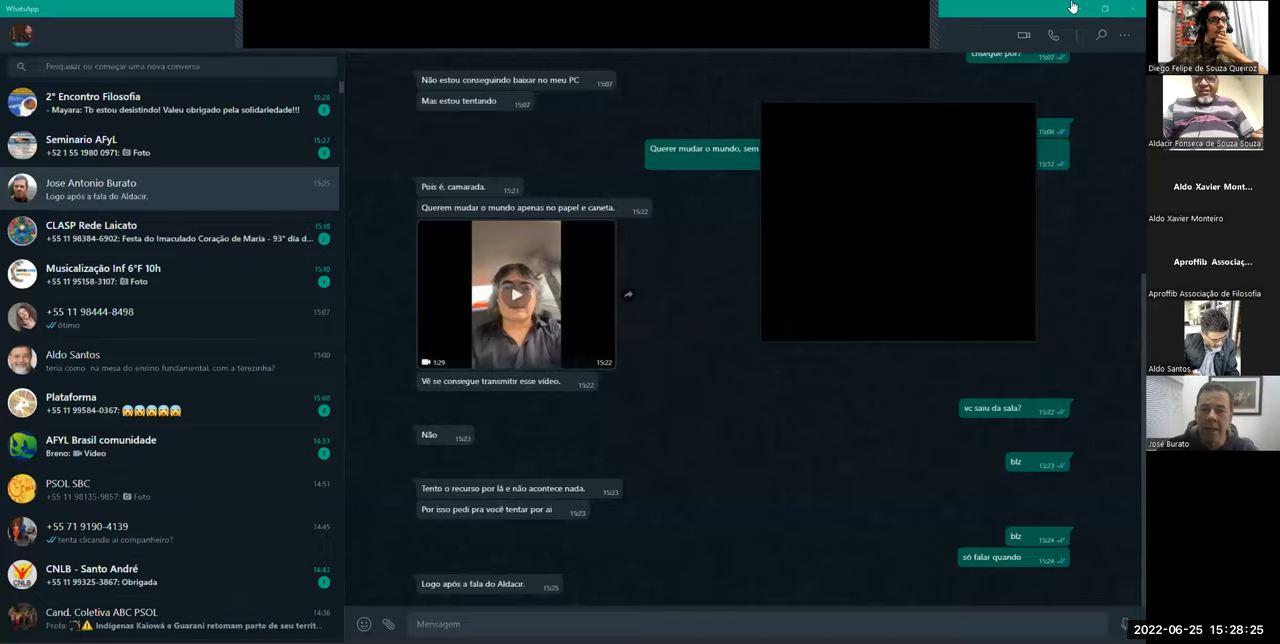 WhatsApp
Pesquisar ou começar uma nova conversa
2º Encontro Filosofia 15:28
- Mayara: Tb estou desistindo! Valeu obrigado pela solidariedade!!!
Seminario AFyL 15:27
+52 1 55 1980 0971: Foto
Jose Antonio Burato 15:25
Logo após a fala do Aldacir.
CLASP Rede Laicato 15:18
+55 11 98384-6902: Festa do Imaculado Coração de Maria - 93° dia d...
Musicalização Inf 6°F 10h 15:10
+55 11 95158-3107: Foto
+55 11 98444-8498 15:07
ótimo
Aldo Santos 15:00
teria como na mesa do ensino fundamental, com a terezinha?
Plataforma 15:00
+55 11 99584-0367: 😱😱😱😱😱
AFYL Brasil comunidade 14:53
Breno: Vídeo
PSOL SBC 14:51
+55 11 98135-9857: Foto
+55 71 9190-4139 14:45
tenta clicando ai companheiro?
CNLB - Santo André 14:43
+55 11 99325-3867: Obrigada
Cand. Coletiva ABC PSOL 14:36
Profa: 🏹⚠️ Indígenas Kaiowá e Guarani retomam parte de seu territ...
15:07
Não estou conseguindo baixar no meu PC 15:07
Mas estou tentando 15:07
15:08
Querer mudar o mundo, sem
15:12
Pois é, camarada. 15:21
Querem mudar o mundo apenas no papel e caneta. 15:22
1:29 15:22
Vê se consegue transmitir esse vídeo. 15:22
vc saiu da sala? 15:22
Não 15:23
blz 15:23
Tento o recurso por lá e não acontece nada. 15:23
Por isso pedi pra você tentar por ai 15:23
blz 15:24
só falar quando 15:24
Logo após a fala do Aldacir. 15:25
Mensagem
Diego Felipe de Souza Queiroz
Aldacir Fonseca de Souza Souza
Aldo Xavier Mont...
Aldo Xavier Monteiro
Aproffib Associaç...
Aproffib Associação de Filosofia
Aldo Santos
José Burato
2022-06-25 15:28:25